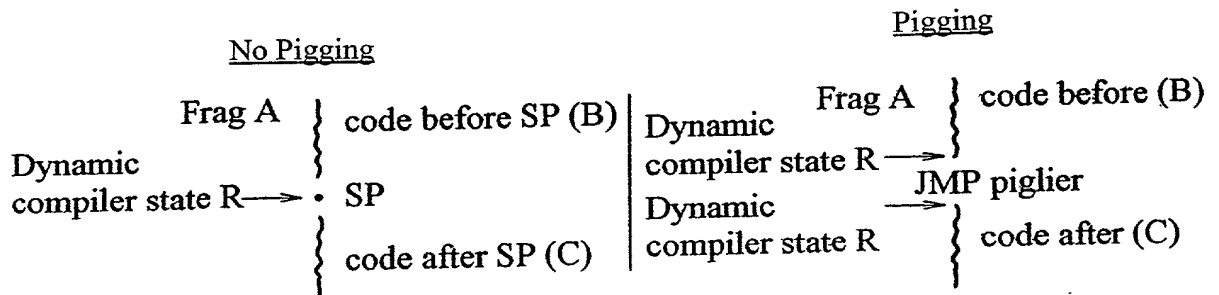 No Pigging
Frag A
code before SP (B)
Dynamic
compiler state R
SP
code after SP (C)
Pigging
Frag A
code before (B)
Dynamic
compiler state R
JMP piglier
Dynamic
compiler state R
code after (C)